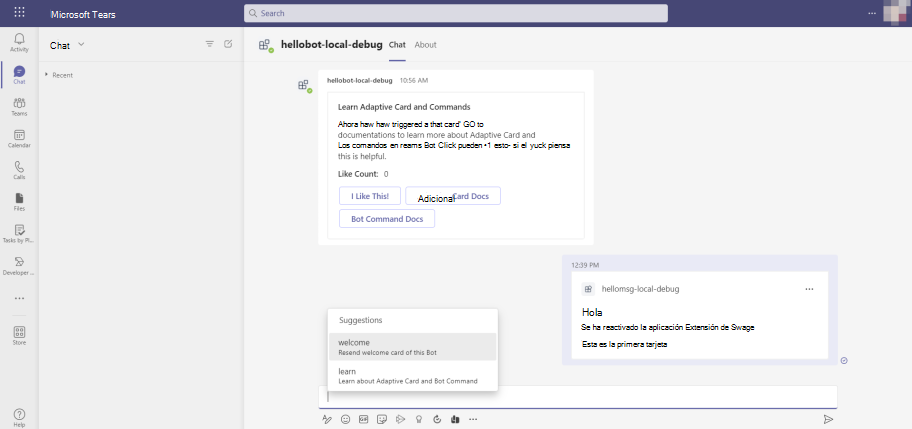 Microsoft Tears
Search
Activity
Chat
Teams
Calendar
Calls
Files
Tasks by Pl...
Developer ...
Store
Help
Chat
Recent
hellobot-local-debug
Chat
About
hellobot-local-debug 10:56 AM
Learn Adaptive Card and Commands
Ahora haw haw triggered a that card' GO to
documentations to learn more about Adaptive Card and
Los comandos en reams Bot Click pueden •1 esto- si el yuck piensa
this is helpful.
Like Count: 0
I Like This!
Adicional Card Docs
Bot Command Docs
12:39 PM
hellomsg-local-debug
Hola
Se ha reactivado la aplicación Extensión de Swage
Esta es la primera tarjeta
Suggestions
welcome
Resend welcome card of this Bot
learn
Learn about Adaptive Card and Bot Command